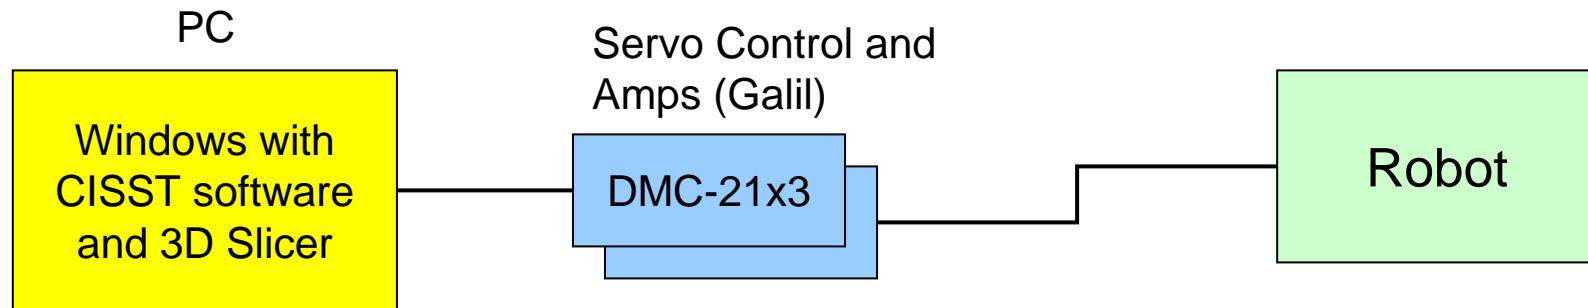 PC
Windows with
CISST software
and 3D Slicer
Servo Control and
Amps (Galil)
DMC-21x3
Robot